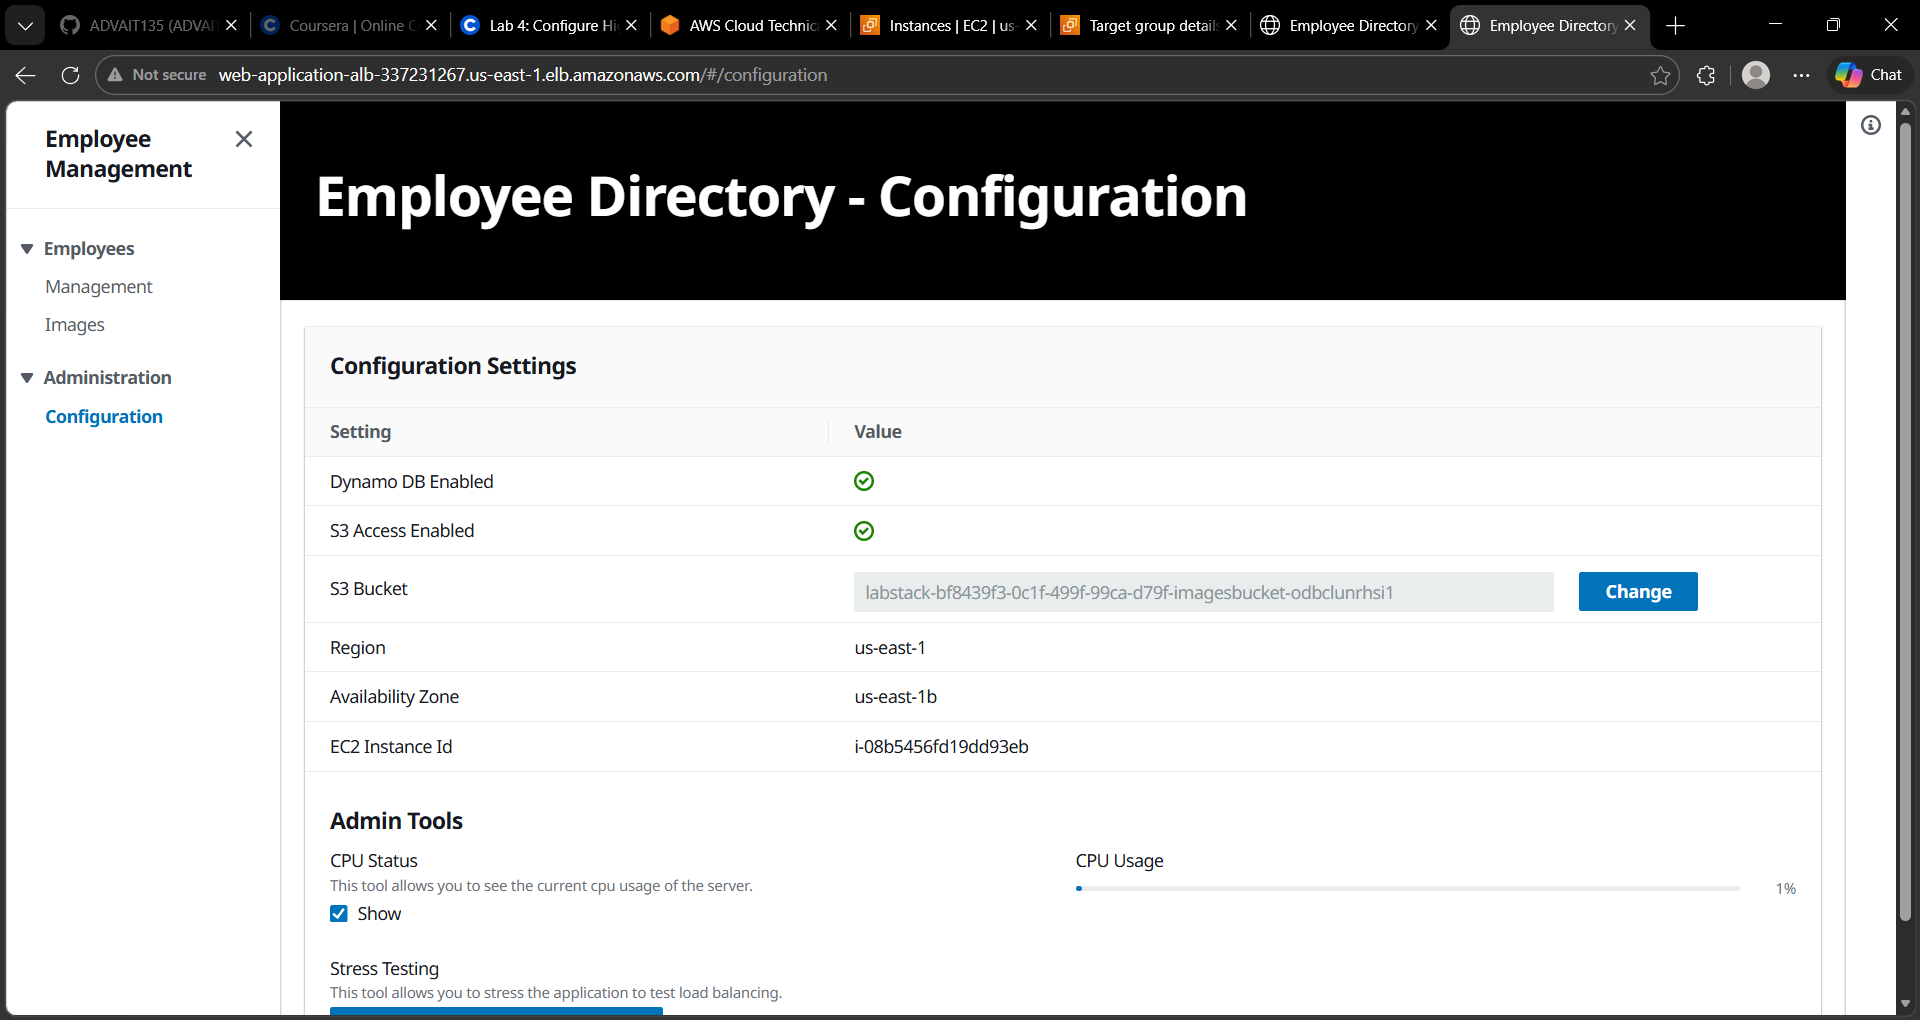 ADVAIT135 (ADVAI
Coursera | Online C
Lab 4: Configure Hi
AWS Cloud Technic
Instances | EC2 | us-
Target group details
Employee Directory
Employee Directory
Not secure
web-application-alb-337231267.us-east-1.elb.amazonaws.com/#/configuration
Chat
Employee
Management
Employees
Management
Images
Administration
Configuration
Employee Directory - Configuration
Configuration Settings
Setting Value
Dynamo DB Enabled
S3 Access Enabled
S3 Bucket labstack-bf8439f3-0c1f-499f-99ca-d79f-imagesbucket-odbclunrhsi1 Change
Region us-east-1
Availability Zone us-east-1b
EC2 Instance Id i-08b5456fd19dd93eb
Admin Tools
CPU Status
This tool allows you to see the current cpu usage of the server.
Show
CPU Usage
1%
Stress Testing
This tool allows you to stress the application to test load balancing.